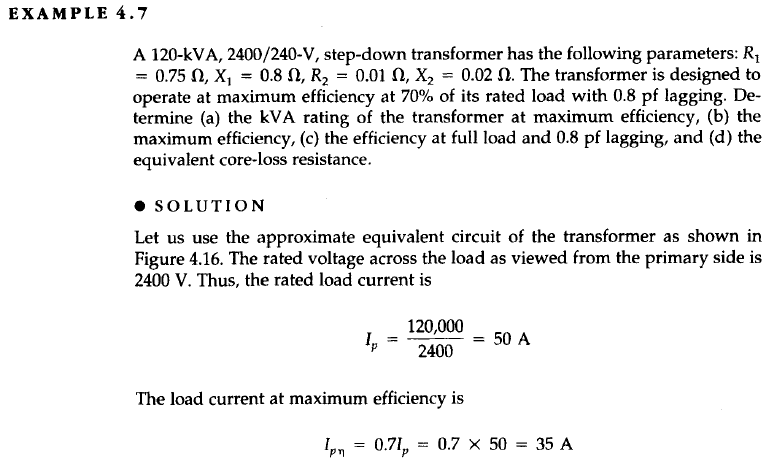 EXAMPLE 4.7
A 120-kVA, 2400/240-V, step-down transformer has the following parameters: R₁
= 0.75 Ω, X₁ = 0.8 Ω, R₂ = 0.01 Ω, X₂ = 0.02 Ω. The transformer is designed to
operate at maximum efficiency at 70% of its rated load with 0.8 pf lagging. De-
termine (a) the kVA rating of the transformer at maximum efficiency, (b) the
maximum efficiency, (c) the efficiency at full load and 0.8 pf lagging, and (d) the
equivalent core-loss resistance.
● SOLUTION
Let us use the approximate equivalent circuit of the transformer as shown in
Figure 4.16. The rated voltage across the load as viewed from the primary side is
2400 V. Thus, the rated load current is
Iₚ = 120,000 / 2400 = 50 A
The load current at maximum efficiency is
Iₚη = 0.7Iₚ = 0.7 × 50 = 35 A